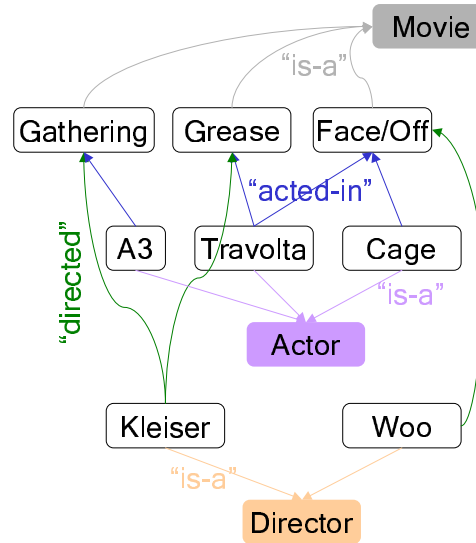 Movie
“is-a”
Gathering
Grease
Face/Off
“acted-in”
A3
Travolta
Cage
“directed”
“is-a”
Actor
Kleiser
Woo
“is-a”
Director